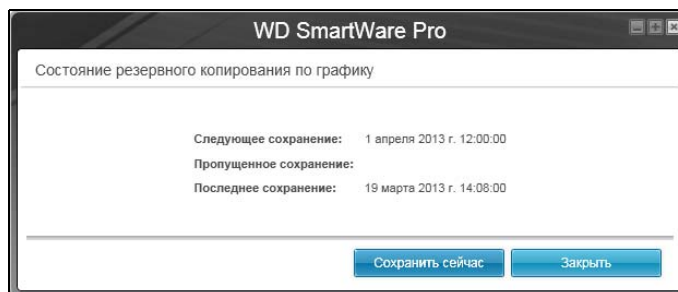 WD SmartWare Pro
Состояние резервного копирования по графику
Следующее сохранение: 1 апреля 2013 г. 12:00:00
Пропущенное сохранение:
Последнее сохранение: 19 марта 2013 г. 14:08:00
Сохранить сейчас Закрыть